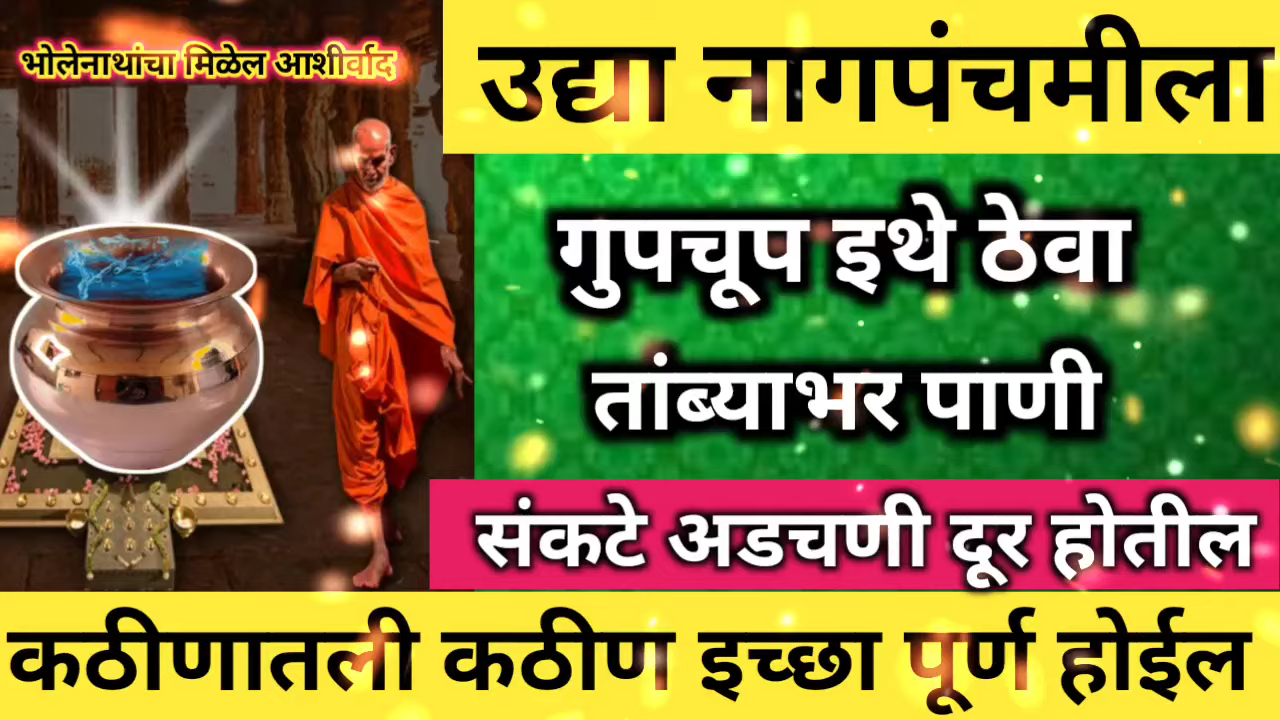 भोलेनाथांचा मिळेल आशीर्वाद
उद्या नागपंचमीला
गुपचूप इथे ठेवा
तांब्याभर पाणी
संकटे अडचणी दूर होतील
कठीणातली कठीण इच्छा पूर्ण होईल